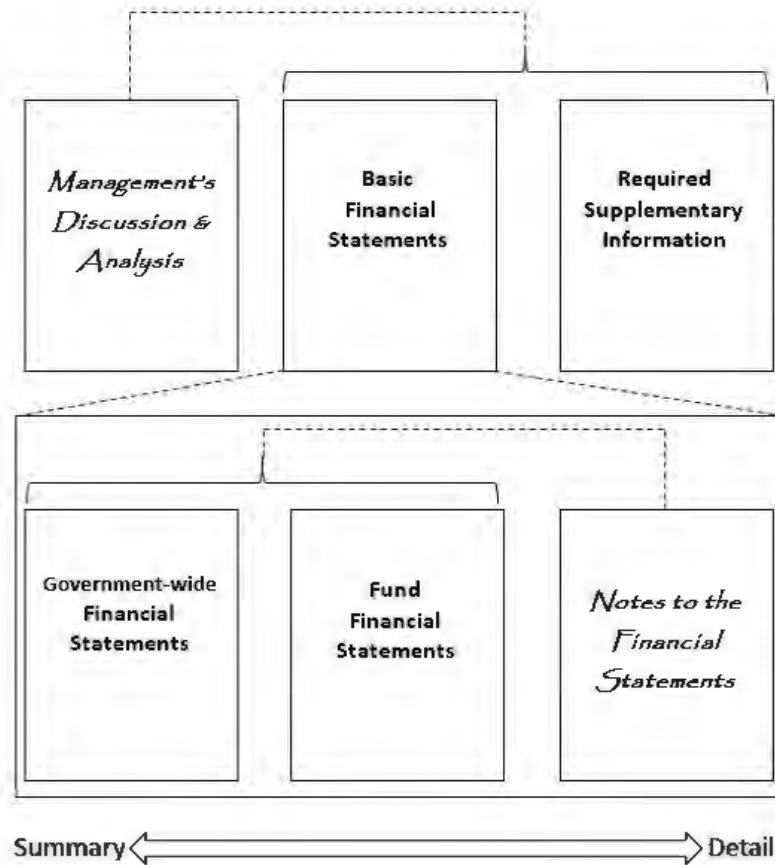 Management's
Discussion &
Analysis
Basic
Financial
Statements
Required
Supplementary
Information
Government-wide
Financial
Statements
Fund
Financial
Statements
Notes to the
Financial
Statements
Summary
Detail